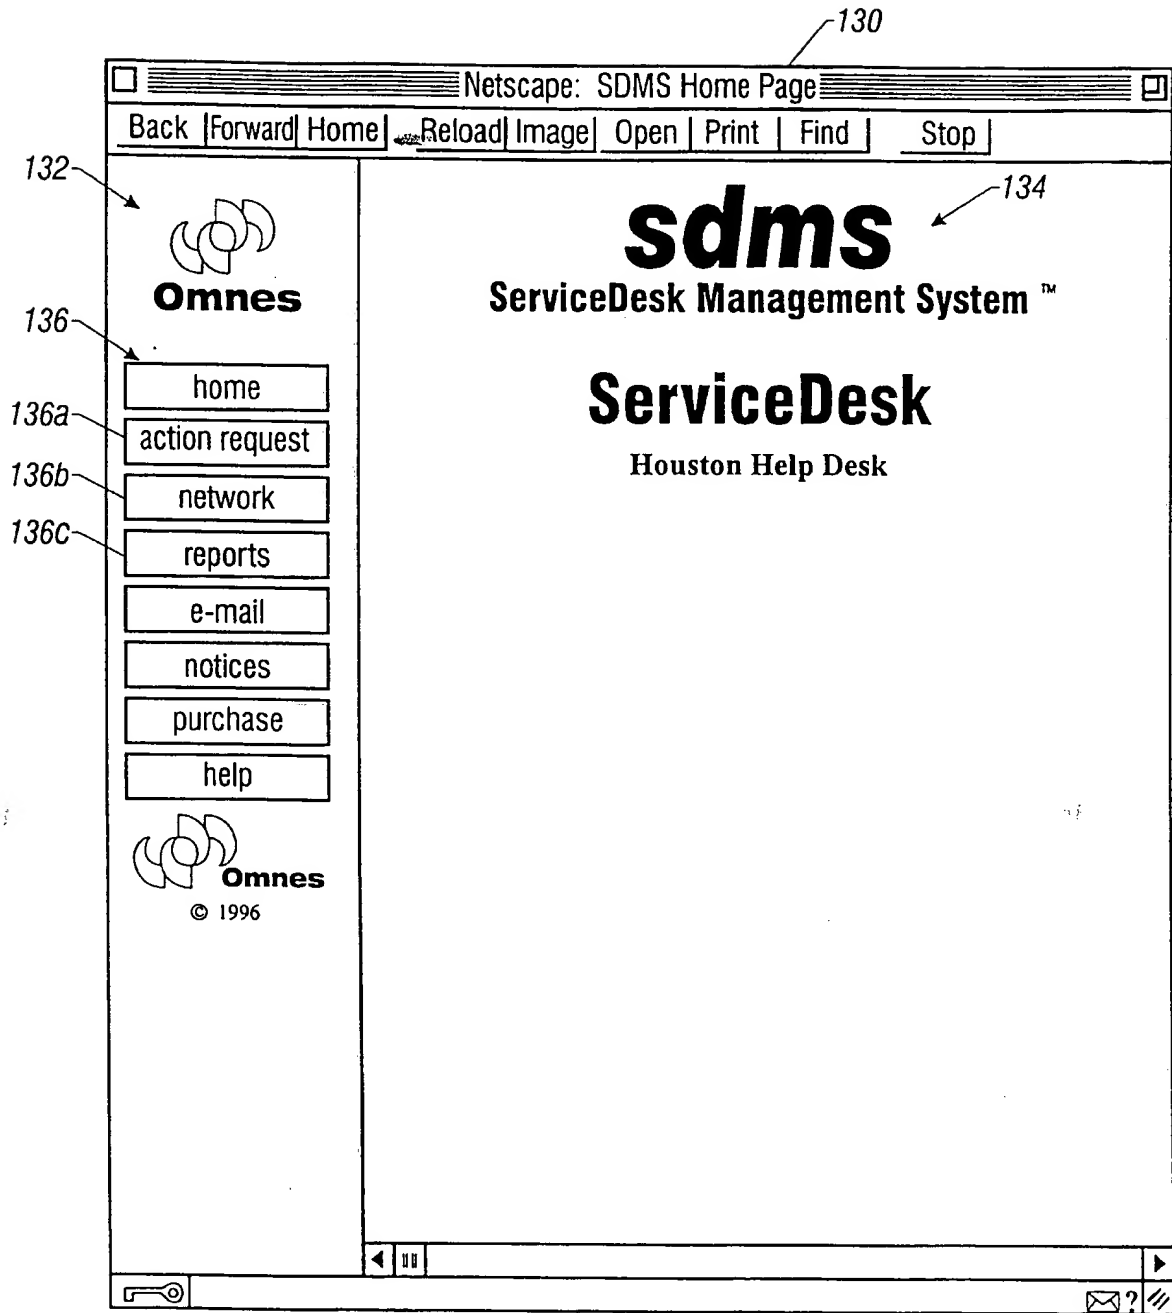 130
Netscape: SDMS Home Page
Back Forward Home Reload Image Open Print Find Stop
132
134
Omnes
sdms
ServiceDesk Management System ™
136
home
ServiceDesk
136a
action request
Houston Help Desk
136b
network
136c
reports
e-mail
notices
purchase
help
Omnes
© 1996
?